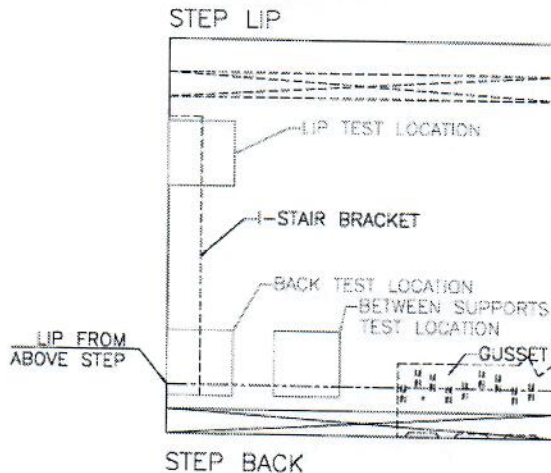 STEP LIP
LIP TEST LOCATION
STAIR BRACKET
BACK TEST LOCATION
BETWEEN SUPPORTS
TEST LOCATION
LIP FROM
ABOVE STEP
GUSSET
STEP BACK